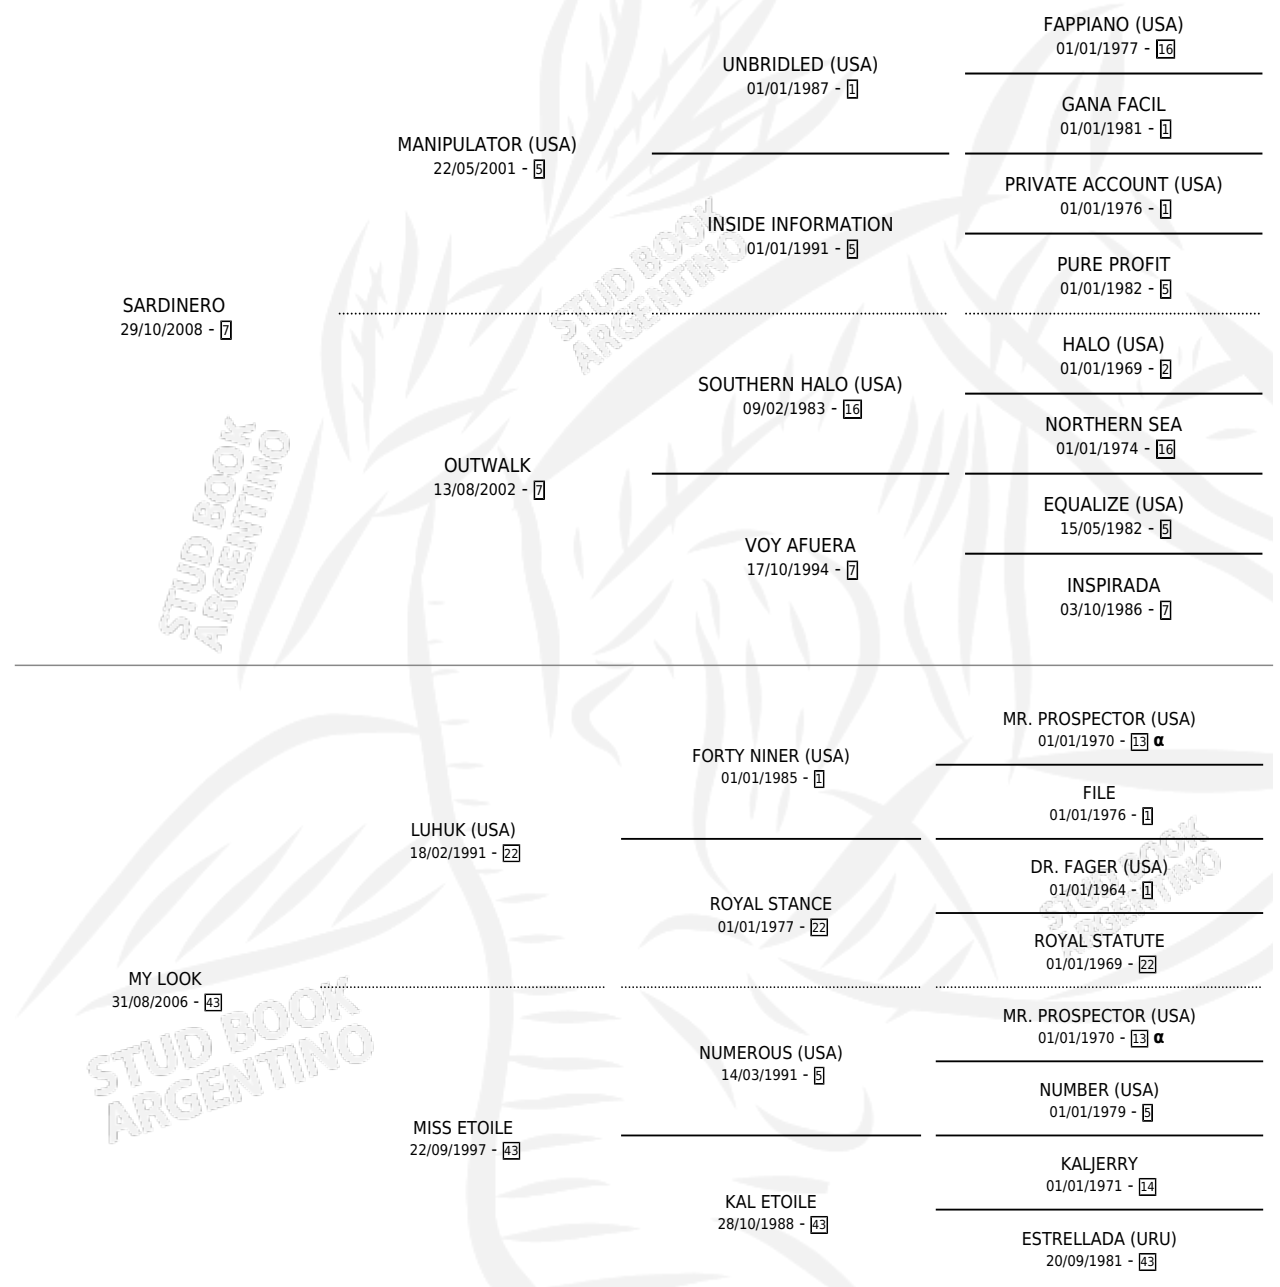 FAPPIANO (USA)
01/01/1977 - 16
UNBRIDLED (USA)
01/01/1987 - 1
GANA FACIL
01/01/1981 - 1
MANIPULATOR (USA)
22/05/2001 - 5
PRIVATE ACCOUNT (USA)
01/01/1976 - 1
INSIDE INFORMATION
01/01/1991 - 5
PURE PROFIT
01/01/1982 - 5
SARDINERO
29/10/2008 - 7
HALO (USA)
01/01/1969 - 2
SOUTHERN HALO (USA)
09/02/1983 - 16
NORTHERN SEA
01/01/1974 - 16
OUTWALK
13/08/2002 - 7
EQUALIZE (USA)
15/05/1982 - 5
VOY AFUERA
17/10/1994 - 7
INSPIRADA
03/10/1986 - 7
MR. PROSPECTOR (USA)
01/01/1970 - 13 α
FORTY NINER (USA)
01/01/1985 - 1
FILE
01/01/1976 - 1
LUHUK (USA)
18/02/1991 - 22
DR. FAGER (USA)
01/01/1964 - 1
ROYAL STANCE
01/01/1977 - 22
ROYAL STATUTE
01/01/1969 - 22
MY LOOK
31/08/2006 - 43
MR. PROSPECTOR (USA)
01/01/1970 - 13 α
NUMEROUS (USA)
14/03/1991 - 5
NUMBER (USA)
01/01/1979 - 5
MISS ETOILE
22/09/1997 - 43
KALJERRY
01/01/1971 - 14
KAL ETOILE
28/10/1988 - 43
ESTRELLADA (URU)
20/09/1981 - 43
STUD BOOK
ARGENTINO
STUD BOOK
ARGENTINO
STUD BOOK
ARGENTINO
STUD BOOK
ARGENTINO